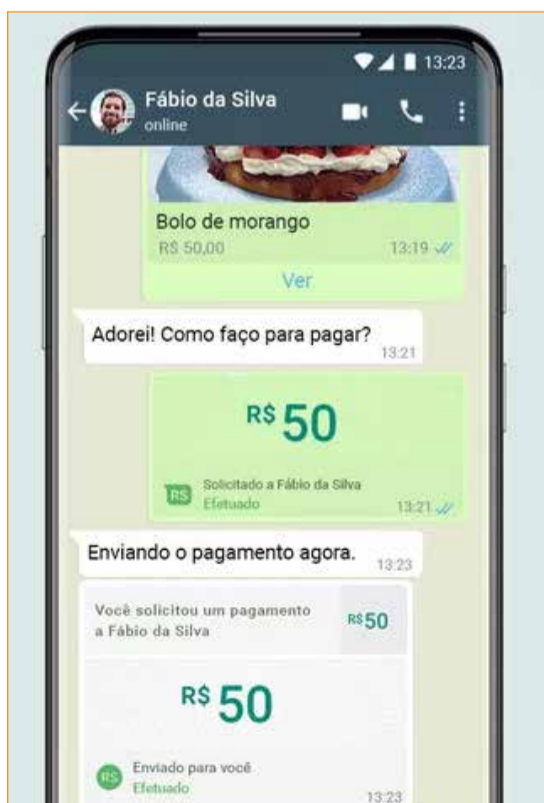 13:23
Fábio da Silva
online
Bolo de morango
R$ 50,00 13:19
Ver
Adorei! Como faço para pagar?
13:21
R$ 50
Solicitado a Fábio da Silva
R$ Efetuado 13:21
Enviando o pagamento agora.
13:23
Você solicitou um pagamento
a Fábio da Silva
R$ 50
R$ 50
Enviado para você
R$ Efetuado
13:23